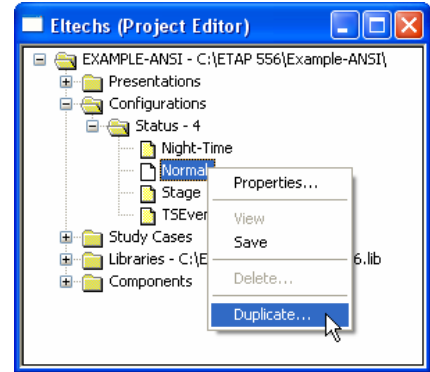 Eltechs (Project Editor)
EXAMPLE-ANSI - C:\ETAP 556\Example-ANSI\
Presentations
Configurations
Status - 4
Night-Time
Normal
Properties...
Stage
View
TSEver
Study Cases
Save
Libraries - C:\E
6.lib
Components
Delete...
Duplicate...